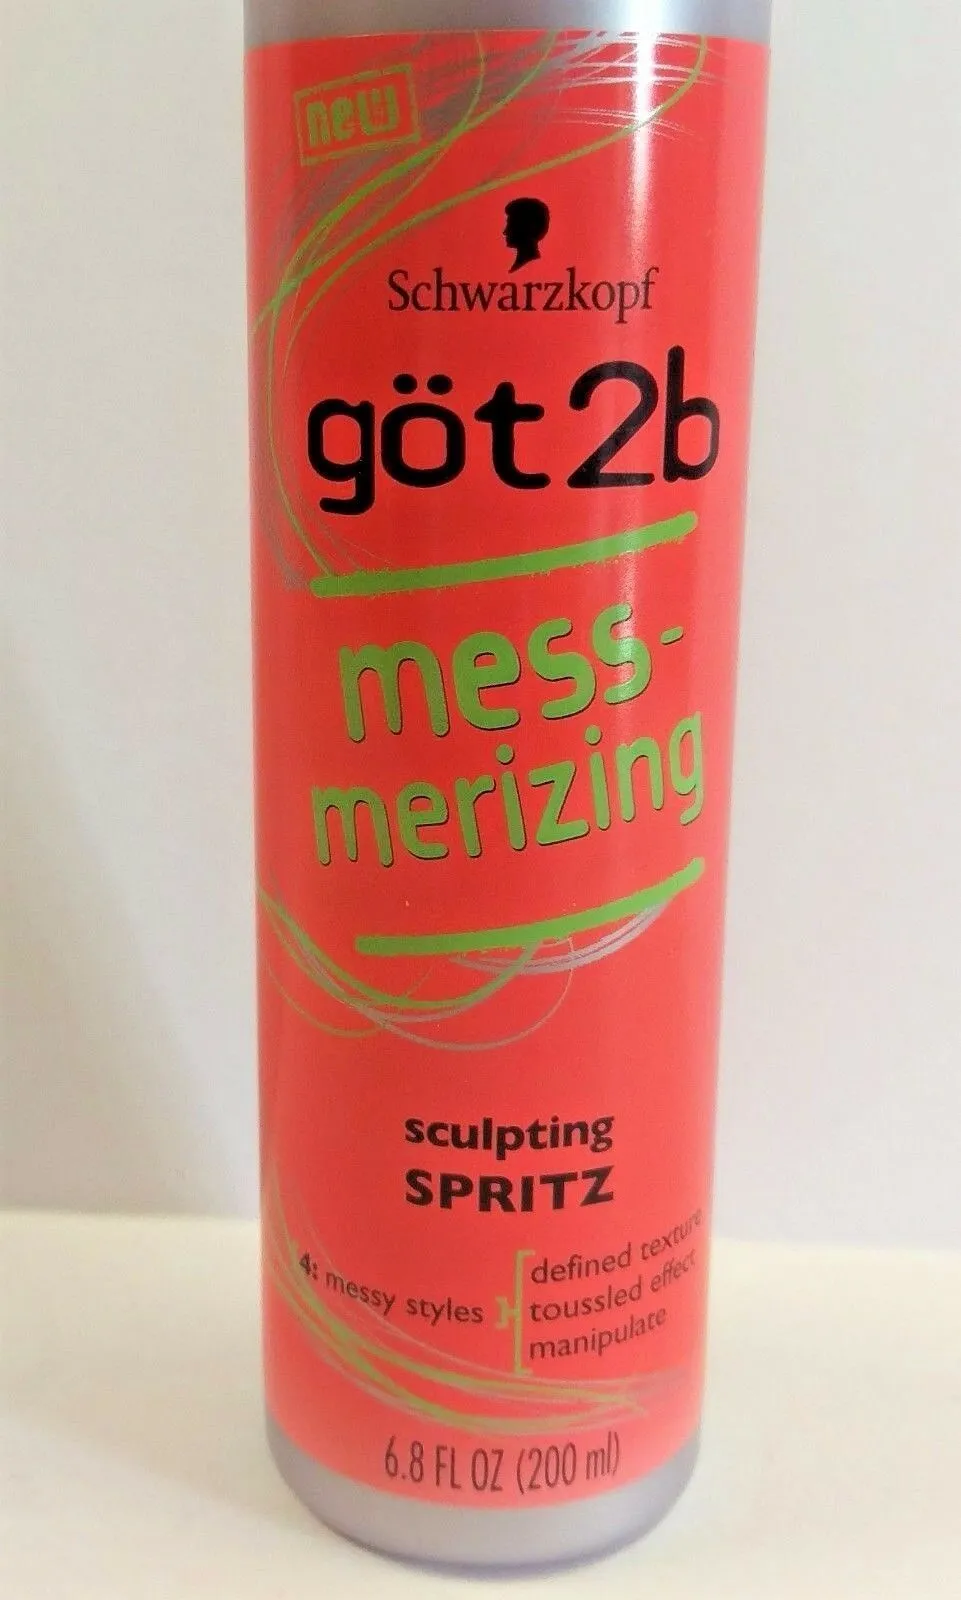 new
Schwarzkopf
göt2b
mess-
merizing
sculpting
SPRITZ
4: messy styles
defined texture
toussled effect
manipulate
6.8 FL OZ (200 ml)